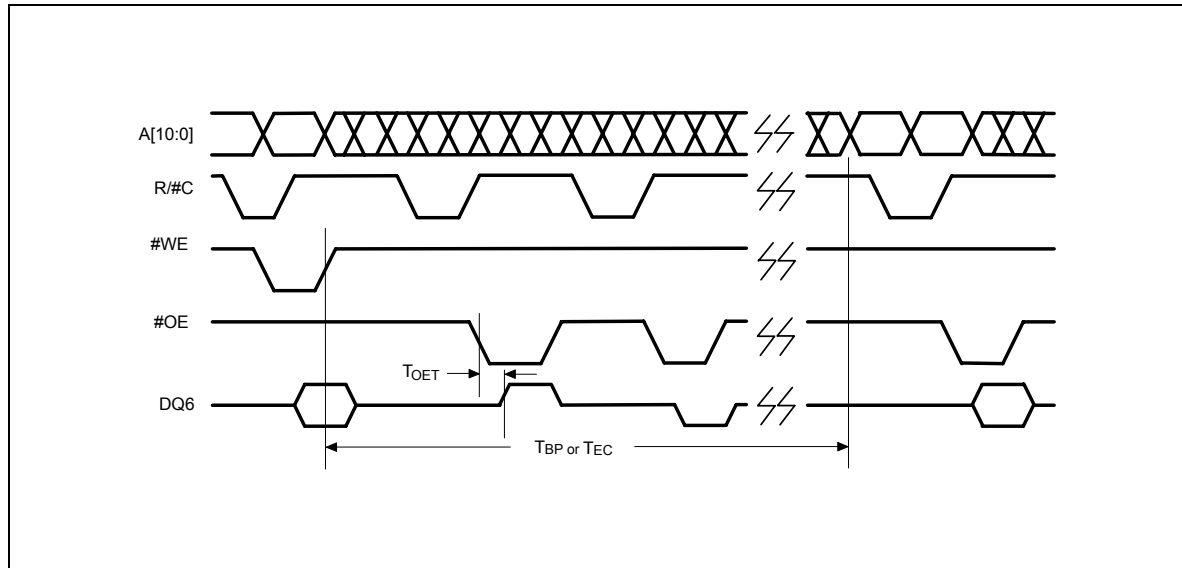 A[10:0]
R/#C
#WE
#OE
TOET
DQ6
TBP or TEC